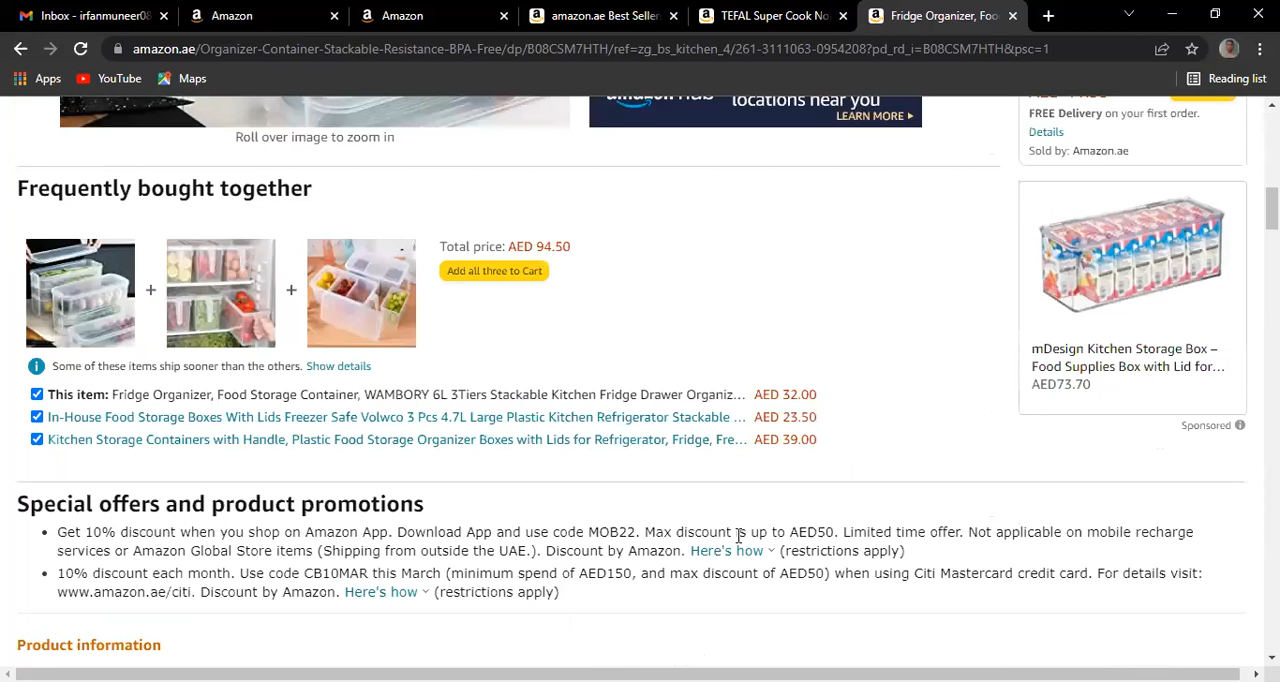 Inbox - irfanmuneer08
Amazon
Amazon
amazon.ae Best Seller
TEFAL Super Cook No
Fridge Organizer, Foo
amazon.ae/Organizer-Container-Stackable-Resistance-BPA-Free/dp/B08CSM7HTH/ref=zg_bs_kitchen_4/261-3111063-0954208?pd_rd_i=B08CSM7HTH&psc=1
Apps YouTube Maps Reading list
locations near you
LEARN MORE
Roll over image to zoom in
FREE Delivery on your first order.
Details
Sold by: Amazon.ae
Frequently bought together
Total price: AED 94.50
Add all three to Cart
Some of these items ship sooner than the others. Show details
This item: Fridge Organizer, Food Storage Container, WAMBORY 6L 3Tiers Stackable Kitchen Fridge Drawer Organiz... AED 32.00
In-House Food Storage Boxes With Lids Freezer Safe Volwco 3 Pcs 4.7L Large Plastic Kitchen Refrigerator Stackable ... AED 23.50
Kitchen Storage Containers with Handle, Plastic Food Storage Organizer Boxes with Lids for Refrigerator, Fridge, Fre... AED 39.00
mDesign Kitchen Storage Box –
Food Supplies Box with Lid for...
AED73.70
Sponsored
Special offers and product promotions
Get 10% discount when you shop on Amazon App. Download App and use code MOB22. Max discount is up to AED50. Limited time offer. Not applicable on mobile recharge
services or Amazon Global Store items (Shipping from outside the UAE.). Discount by Amazon. Here's how (restrictions apply)
10% discount each month. Use code CB10MAR this March (minimum spend of AED150, and max discount of AED50) when using Citi Mastercard credit card. For details visit:
www.amazon.ae/citi. Discount by Amazon. Here's how (restrictions apply)
Product information